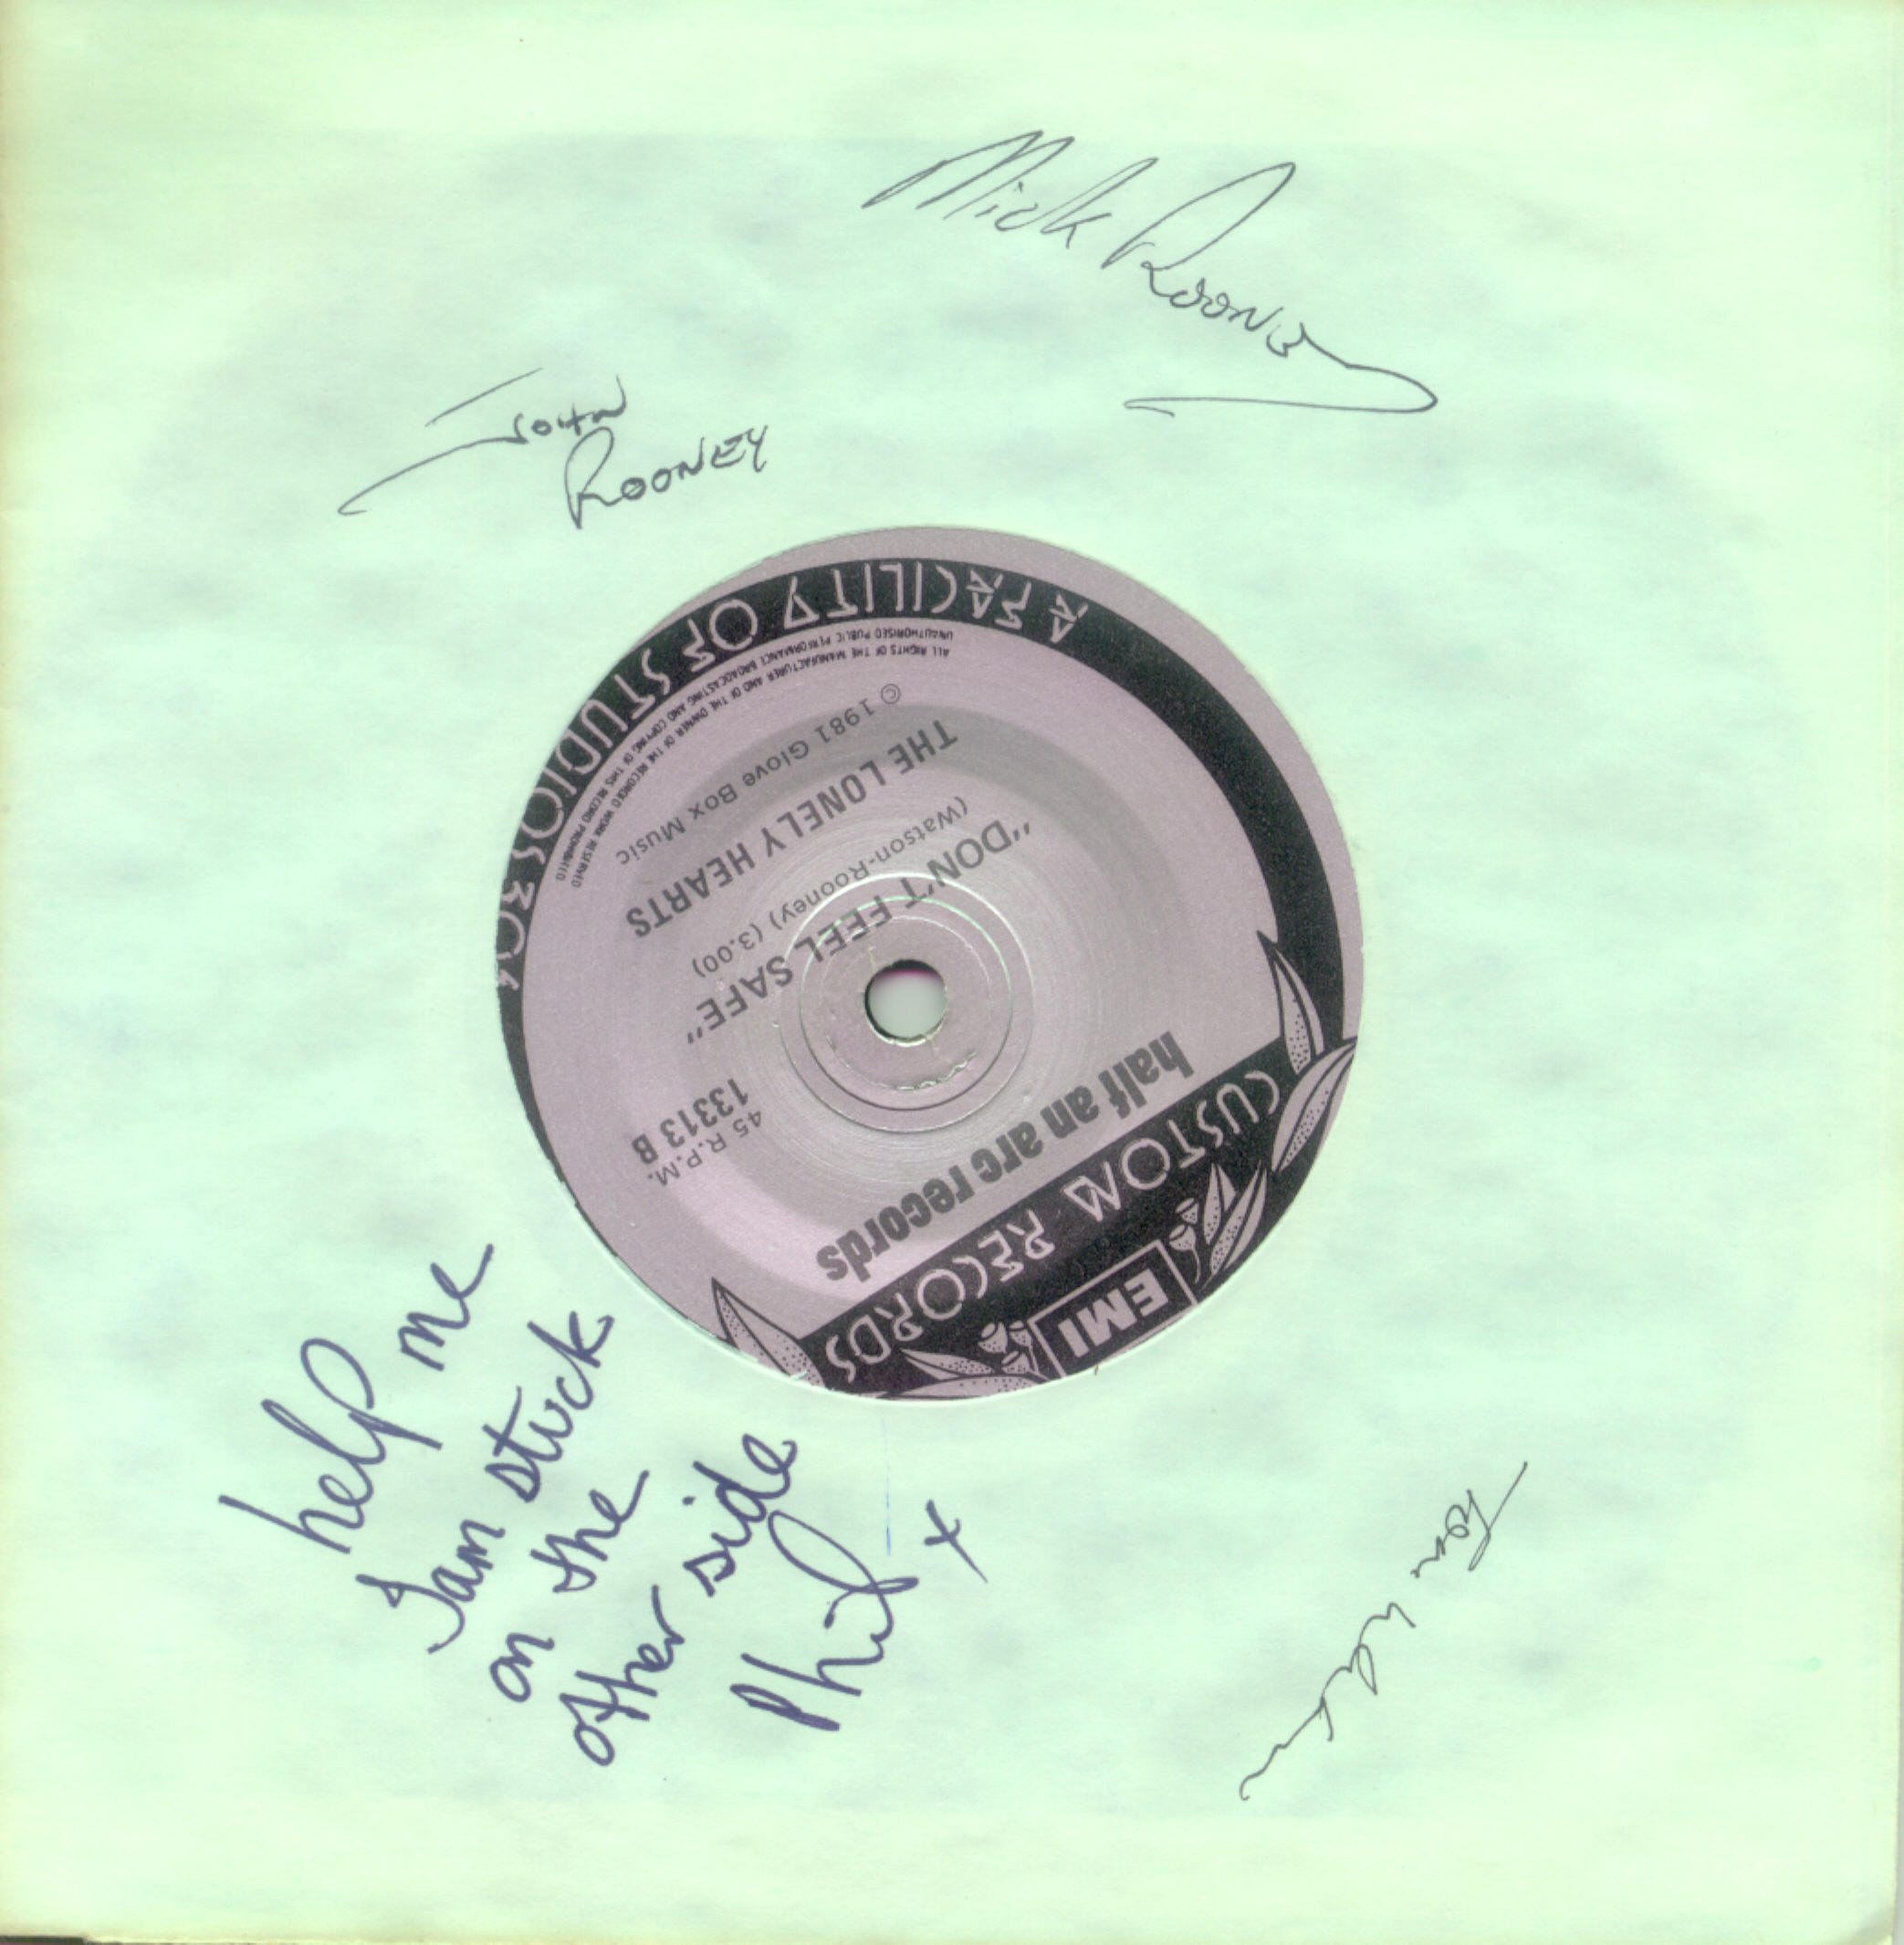 Mick Rooney
John
ROONEY
EMI
CUSTOM RECORDS
half an arc records
45 R.P.M.
13313 B
"DON'T FEEL SAFE"
(Watson-Rooney) (3.00)
THE LONELY HEARTS
© 1981 Glove Box Music
ALL RIGHTS OF THE MANUFACTURER AND OF THE OWNER OF THE RECORDED WORK RESERVED
UNAUTHORISED PUBLIC PERFORMANCE BROADCASTING AND COPYING OF THIS RECORD PROHIBITED
A FACILITY OF STUDIOS 301
help me
I am stuck
on the
other side
Phil x